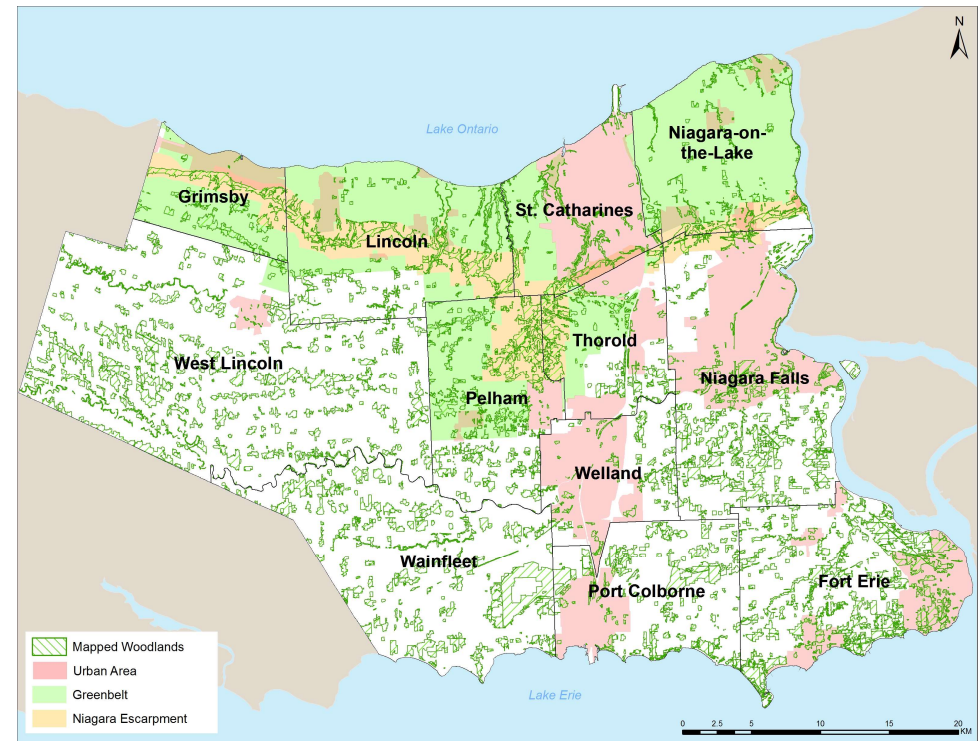 N
Lake Ontario
Niagara-on-
the-Lake
Grimsby
St. Catharines
Lincoln
Thorold
West Lincoln
Niagara Falls
Pelham
Welland
Wainfleet
Fort Erie
Port Colborne
Mapped Woodlands
Urban Area
Greenbelt
Niagara Escarpment
Lake Erie
0 2.5 5 10 15 20
KM